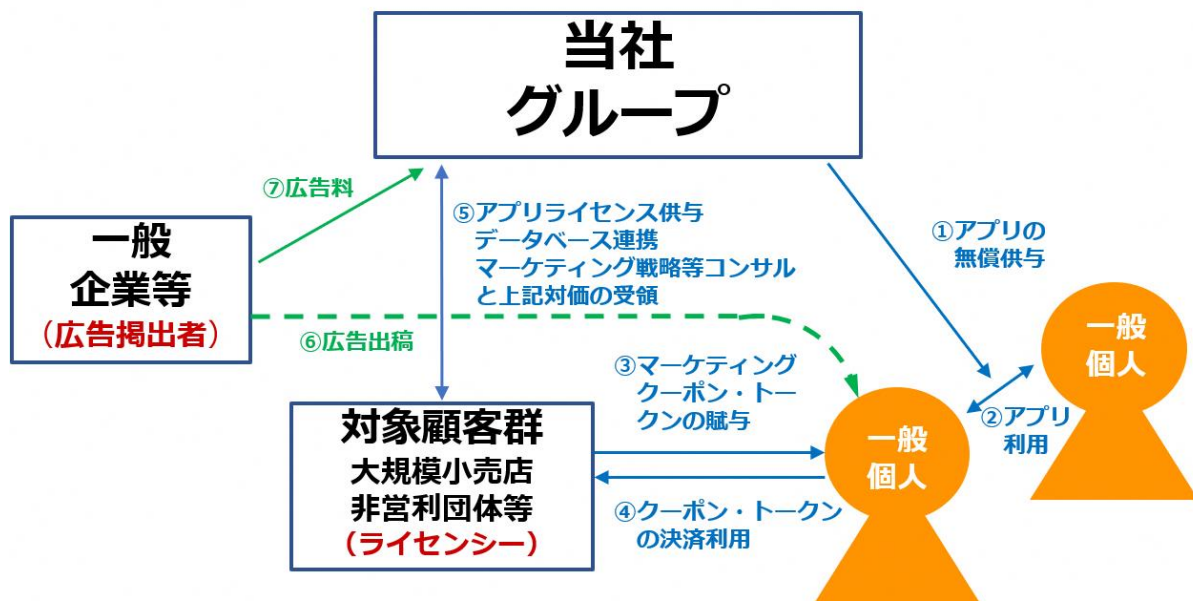 当社
グループ
⑦広告料
一般
企業等
（広告掲出者）
⑤アプリライセンス供与
データベース連携
マーケティング戦略等コンサル
と上記対価の受領
①アプリの
無償供与
⑥広告出稿
一般
個人
②アプリ
利用
③マーケティング
クーポン・トー
クンの賦与
一般
個人
対象顧客群
大規模小売店
非営利団体等
（ライセンシー）
④クーポン・トークン
の決済利用